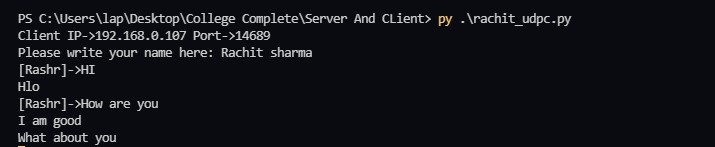 PS C:\Users\lap\Desktop\College Complete\Server And CLient> py .\rachit_udpc.py
Client IP->192.168.0.107 Port->14689
Please write your name here: Rachit sharma
[Rashr]->HI
Hlo
[Rashr]->How are you
I am good
What about you